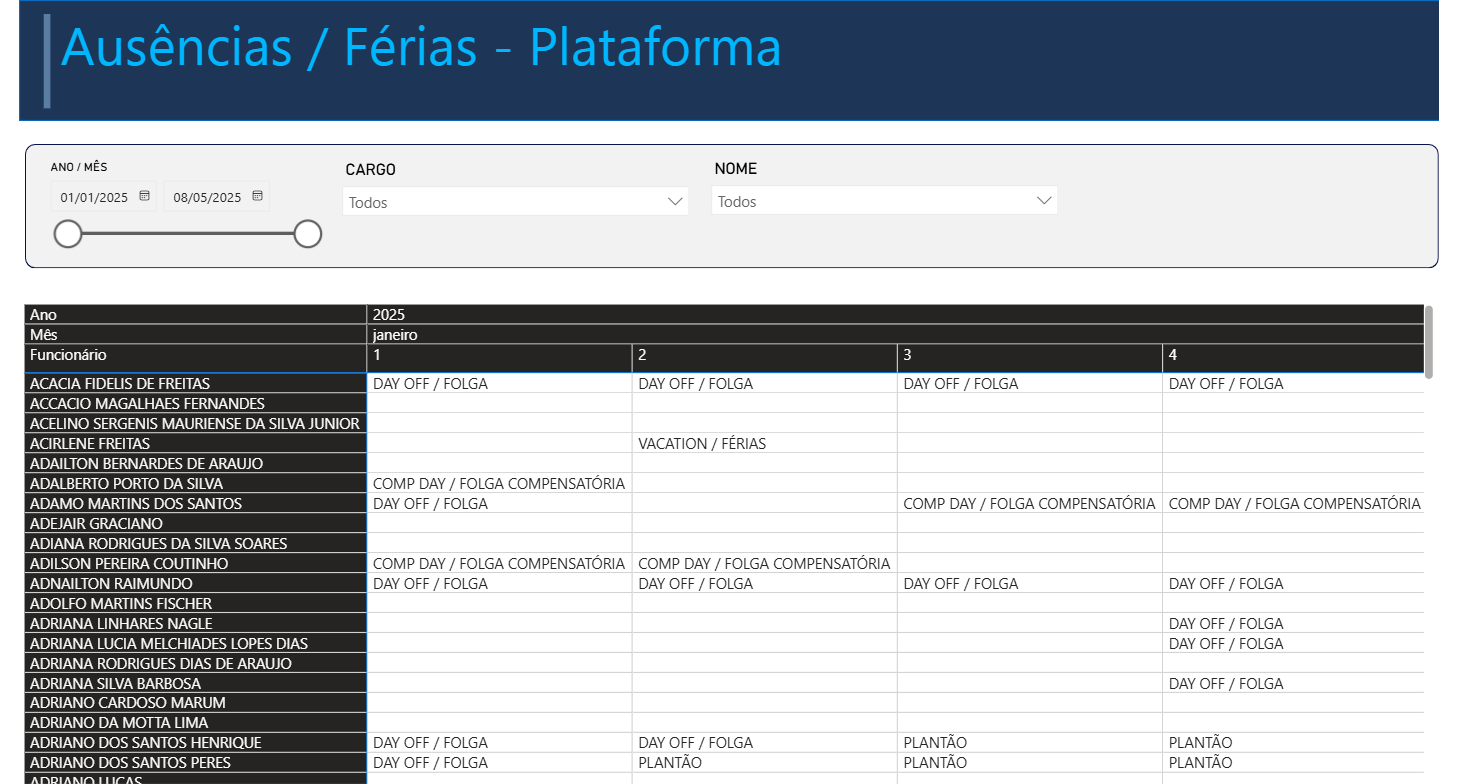 Ausências / Férias - Plataforma
ANO / MÊS
01/01/2025 08/05/2025
CARGO
Todos
NOME
Todos
Ano 2025
Mês janeiro
Funcionário 1 2 3 4
ACACIA FIDELIS DE FREITAS DAY OFF / FOLGA DAY OFF / FOLGA DAY OFF / FOLGA DAY OFF / FOLGA
ACCACIO MAGALHAES FERNANDES
ACELINO SERGENIS MAURIENSE DA SILVA JUNIOR
ACIRLENE FREITAS VACATION / FÉRIAS
ADAILTON BERNARDES DE ARAUJO
ADALBERTO PORTO DA SILVA COMP DAY / FOLGA COMPENSATÓRIA
ADAMO MARTINS DOS SANTOS DAY OFF / FOLGA COMP DAY / FOLGA COMPENSATÓRIA COMP DAY / FOLGA COMPENSATÓRIA
ADEJAIR GRACIANO
ADIANA RODRIGUES DA SILVA SOARES
ADILSON PEREIRA COUTINHO COMP DAY / FOLGA COMPENSATÓRIA COMP DAY / FOLGA COMPENSATÓRIA
ADNAILTON RAIMUNDO DAY OFF / FOLGA DAY OFF / FOLGA DAY OFF / FOLGA DAY OFF / FOLGA
ADOLFO MARTINS FISCHER
ADRIANA LINHARES NAGLE DAY OFF / FOLGA
ADRIANA LUCIA MELCHIADES LOPES DIAS DAY OFF / FOLGA
ADRIANA RODRIGUES DIAS DE ARAUJO
ADRIANA SILVA BARBOSA DAY OFF / FOLGA
ADRIANO CARDOSO MARUM
ADRIANO DA MOTTA LIMA
ADRIANO DOS SANTOS HENRIQUE DAY OFF / FOLGA DAY OFF / FOLGA PLANTÃO PLANTÃO
ADRIANO DOS SANTOS PERES DAY OFF / FOLGA PLANTÃO PLANTÃO PLANTÃO
ADRIANO LUCAS